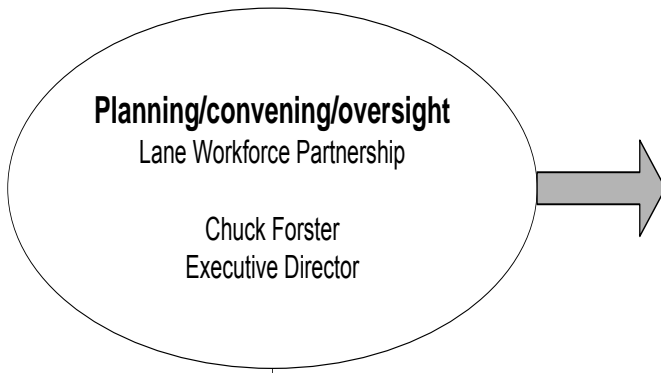 Planning/convening/oversight
Lane Workforce Partnership
Chuck Forster
Executive Director